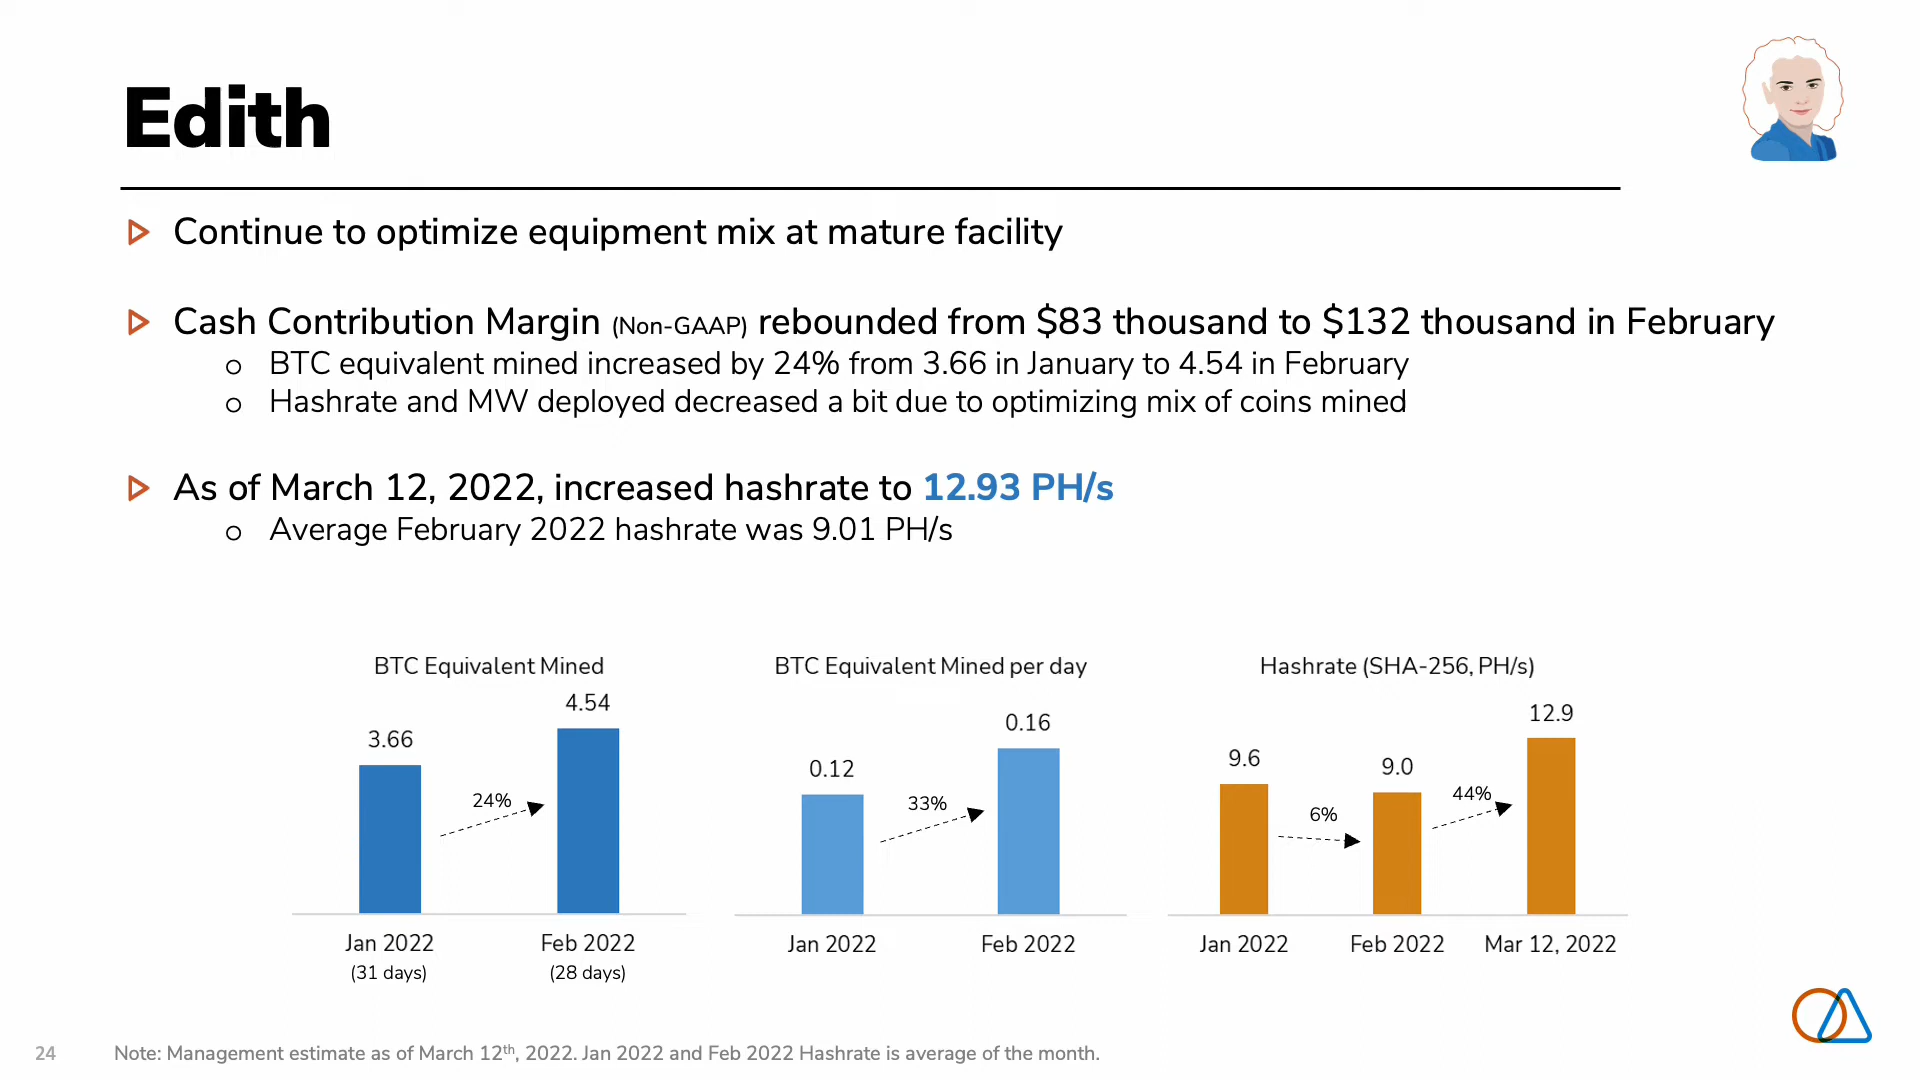 Edith
Continue to optimize equipment mix at mature facility
Cash Contribution Margin (Non-GAAP) rebounded from $83 thousand to $132 thousand in February
o BTC equivalent mined increased by 24% from 3.66 in January to 4.54 in February
o Hashrate and MW deployed decreased a bit due to optimizing mix of coins mined
As of March 12, 2022, increased hashrate to 12.93 PH/s
o Average February 2022 hashrate was 9.01 PH/s
BTC Equivalent Mined
3.66
24%
4.54
Jan 2022
(31 days)
Feb 2022
(28 days)
BTC Equivalent Mined per day
0.12
33%
0.16
Jan 2022
Feb 2022
Hashrate (SHA-256, PH/s)
9.6
6%
9.0
44%
12.9
Jan 2022
Feb 2022
Mar 12, 2022
24
Note: Management estimate as of March 12th, 2022. Jan 2022 and Feb 2022 Hashrate is average of the month.